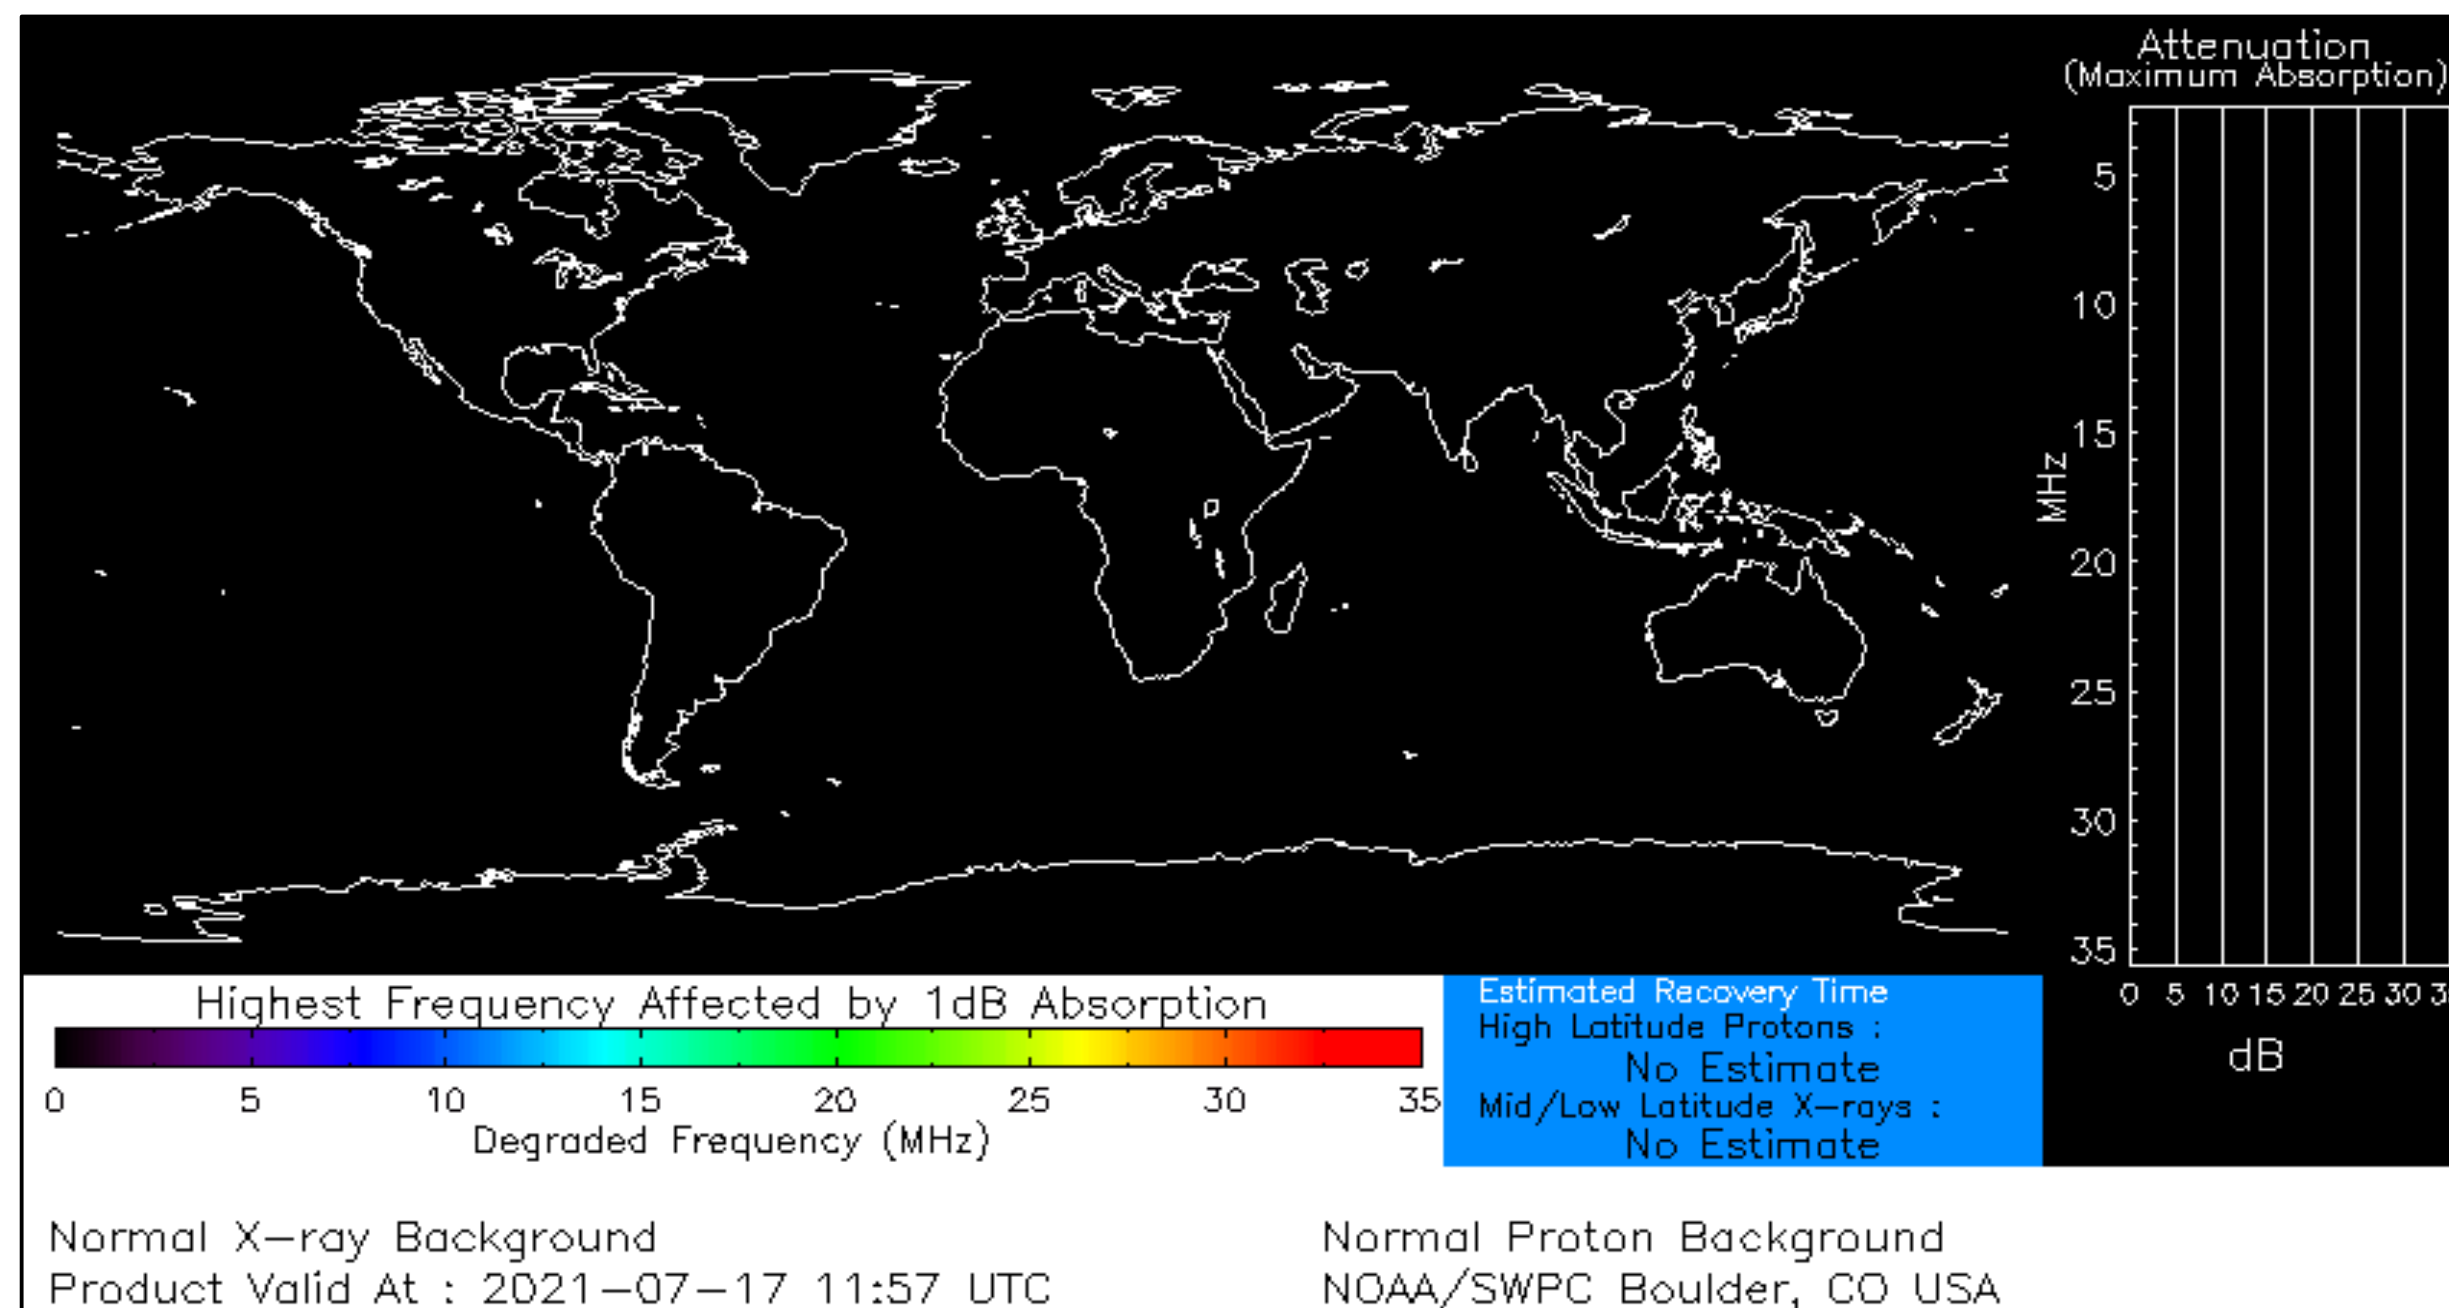 Attenuation
(Maximum Absorption)
5
10
15
20
25
30
35
MHz
0 5 10 15 20 25 30
dB
Highest Frequency Affected by 1dB Absorption
0 5 10 15 20 25 30 35
Degraded Frequency (MHz)
Estimated Recovery Time
High Latitude Protons :
No Estimate
Mid/Low Latitude X-rays :
No Estimate
Normal X-ray Background
Normal Proton Background
Product Valid At : 2021-07-17 11:57 UTC
NOAA/SWPC Boulder, CO USA